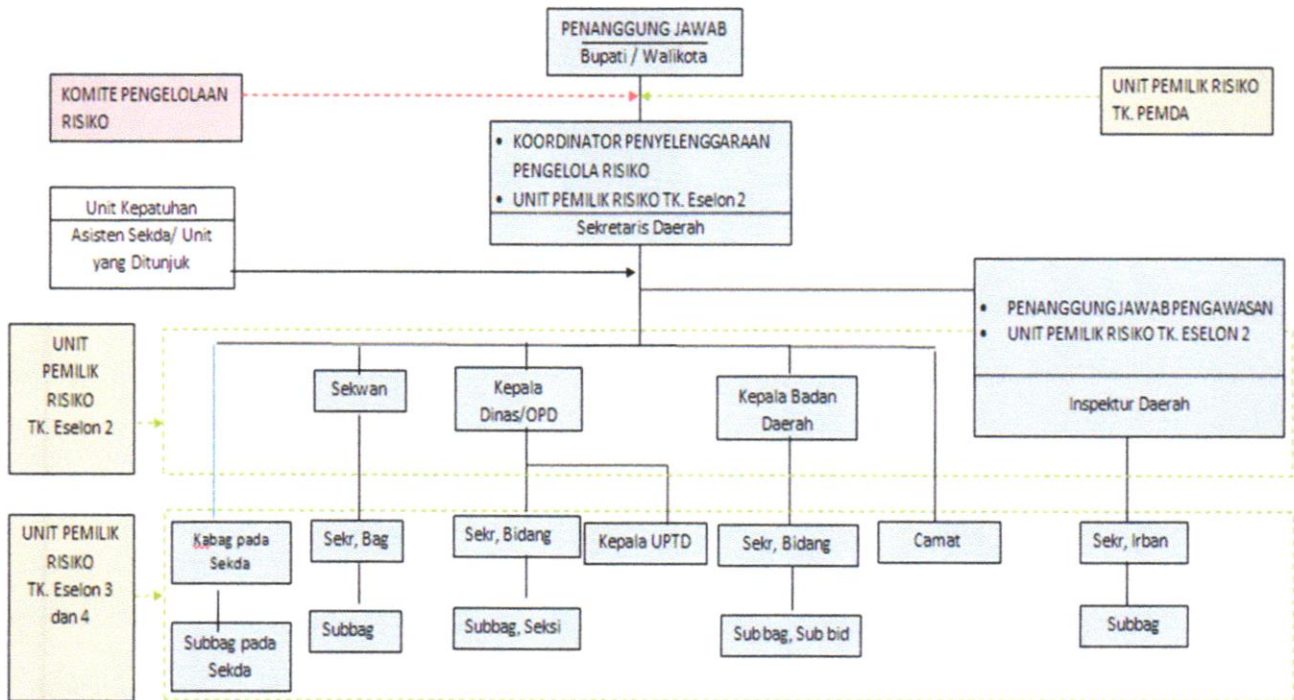 PENANGGUNG JAWAB
Bupati / Walikota
KOMITE PENGELOLAAN
RISIKO
UNIT PEMILIK RISIKO
TK. PEMDA
• KOORDINATOR PENYELENGGARAAN
PENGELOLA RISIKO
• UNIT PEMILIK RISIKO TK. Eselon 2
Sekretaris Daerah
Unit Kepatuhan
Asisten Sekda/ Unit
yang Ditunjuk
• PENANGGUNG JAWAB PENGAWASAN
• UNIT PEMILIK RISIKO TK. ESELON 2
Inspektur Daerah
UNIT
PEMILIK
RISIKO
TK. Eselon 2
Sekwan
Kepala
Dinas/OPD
Kepala Badan
Daerah
UNIT PEMILIK
RISIKO
TK. Eselon 3
dan 4
Kabag pada
Sekda
Sekr, Bag
Sekr, Bidang
Kepala UPTD
Sekr, Bidang
Camat
Sekr, Irban
Subbag pada
Sekda
Subbag
Subbag, Seksi
Subbag, Sub bid
Subbag